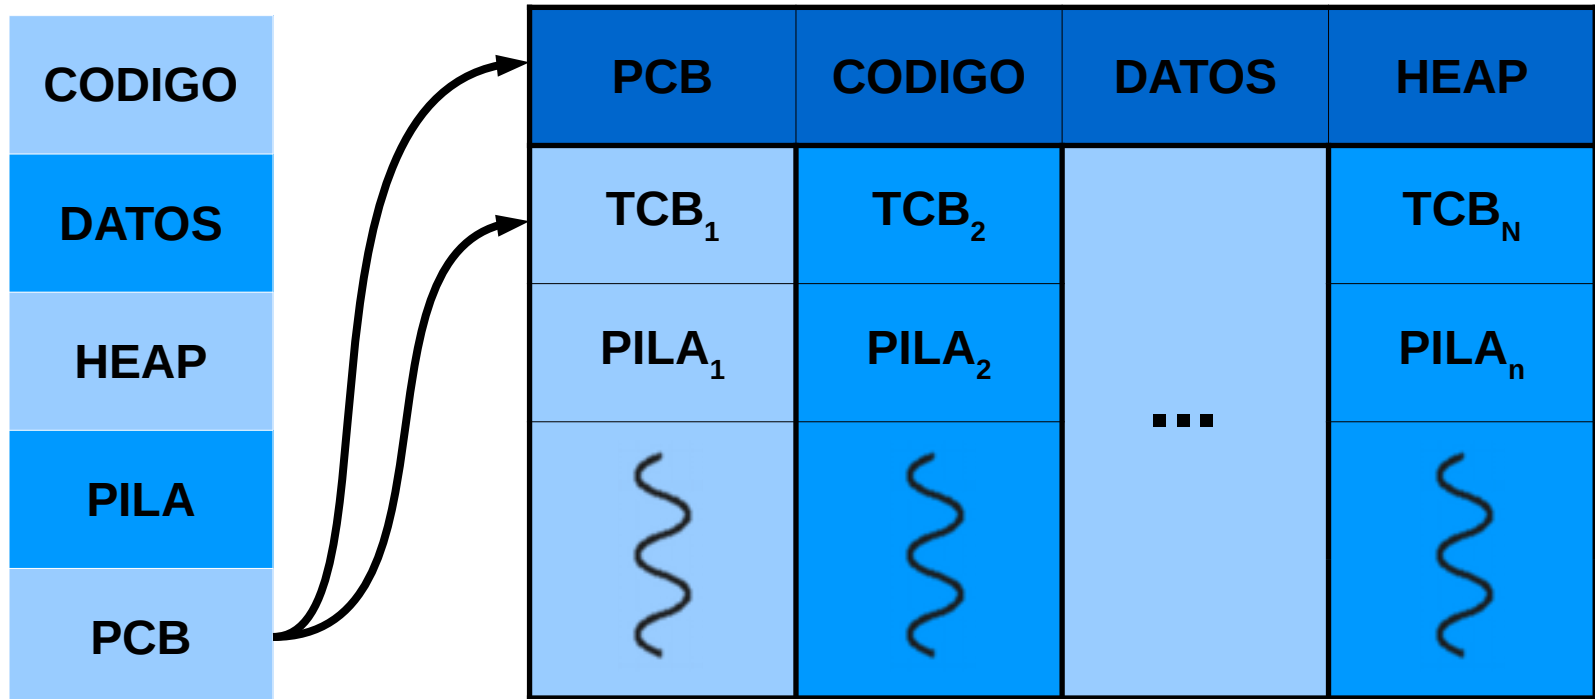 CODIGO
DATOS
HEAP
PILA
PCB
PCB CODIGO DATOS HEAP
TCB1 TCB2 TCBN
PILA1 PILA2 ... PILAn